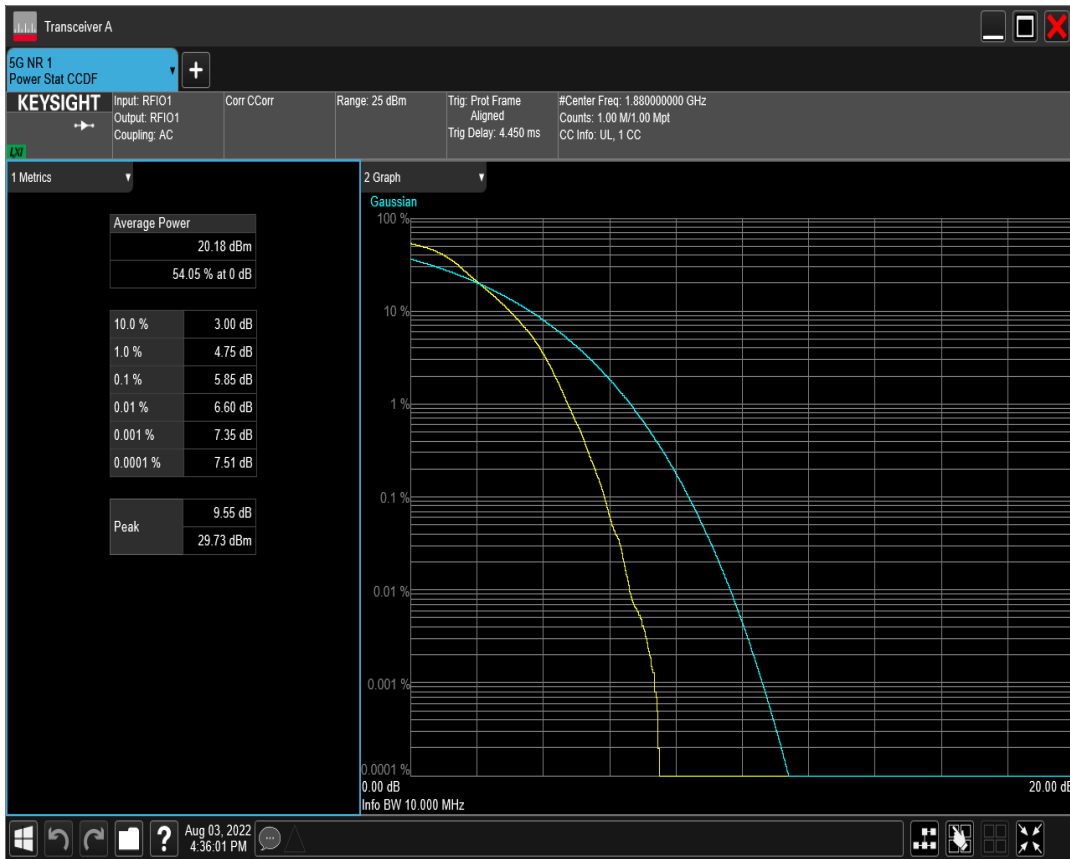 Transceiver A
5G NR 1
Power Stat CCDF
+
KEYSIGHT
LXI
Input: RFIO1
Output: RFIO1
Coupling: AC
Corr CCorr
Range: 25 dBm
Trig: Prot Frame
Aligned
Trig Delay: 4.450 ms
#Center Freq: 1.880000000 GHz
Counts: 1.00 M/1.00 Mpt
CC Info: UL, 1 CC
1 Metrics
Average Power
20.18 dBm
54.05 % at 0 dB
10.0 % 3.00 dB
1.0 % 4.75 dB
0.1 % 5.85 dB
0.01 % 6.60 dB
0.001 % 7.35 dB
0.0001 % 7.51 dB
Peak 9.55 dB
29.73 dBm
2 Graph
Gaussian
100 %
10 %
1 %
0.1 %
0.01 %
0.001 %
0.0001 %
0.00 dB 20.00 dB
Info BW 10.000 MHz
? Aug 03, 2022
4:36:01 PM